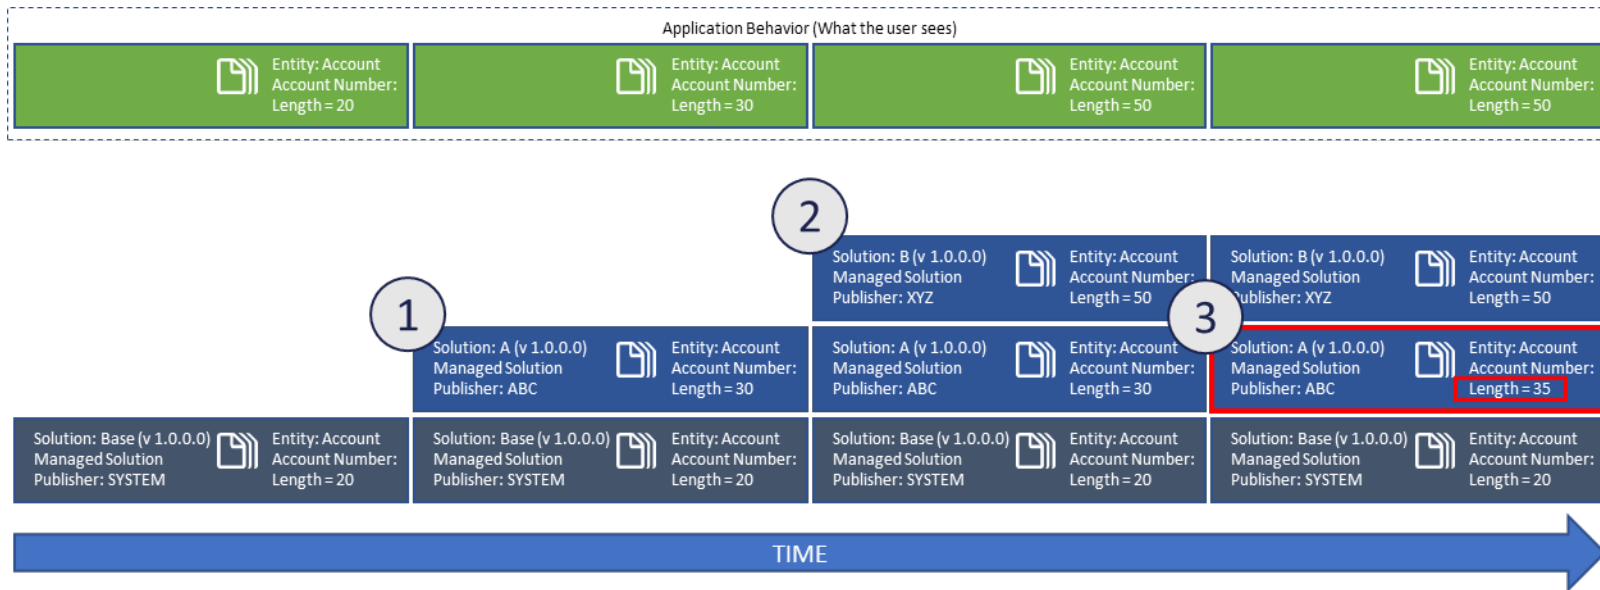 Application Behavior (What the user sees)
Entity: Account
Account Number:
Length = 20
Entity: Account
Account Number:
Length = 30
Entity: Account
Account Number:
Length = 50
Entity: Account
Account Number:
Length = 50
2
Solution: B (v 1.0.0.0)
Managed Solution
Publisher: XYZ
Entity: Account
Account Number:
Length = 50
Solution: B (v 1.0.0.0)
Managed Solution
Publisher: XYZ
Entity: Account
Account Number:
Length = 50
1
Solution: A (v 1.0.0.0)
Managed Solution
Publisher: ABC
Entity: Account
Account Number:
Length = 30
Solution: A (v 1.0.0.0)
Managed Solution
Publisher: ABC
Entity: Account
Account Number:
Length = 30
3
Solution: A (v 1.0.0.0)
Managed Solution
Publisher: ABC
Entity: Account
Account Number:
Length = 35
Solution: Base (v 1.0.0.0)
Managed Solution
Publisher: SYSTEM
Entity: Account
Account Number:
Length = 20
Solution: Base (v 1.0.0.0)
Managed Solution
Publisher: SYSTEM
Entity: Account
Account Number:
Length = 20
Solution: Base (v 1.0.0.0)
Managed Solution
Publisher: SYSTEM
Entity: Account
Account Number:
Length = 20
Solution: Base (v 1.0.0.0)
Managed Solution
Publisher: SYSTEM
Entity: Account
Account Number:
Length = 20
TIME